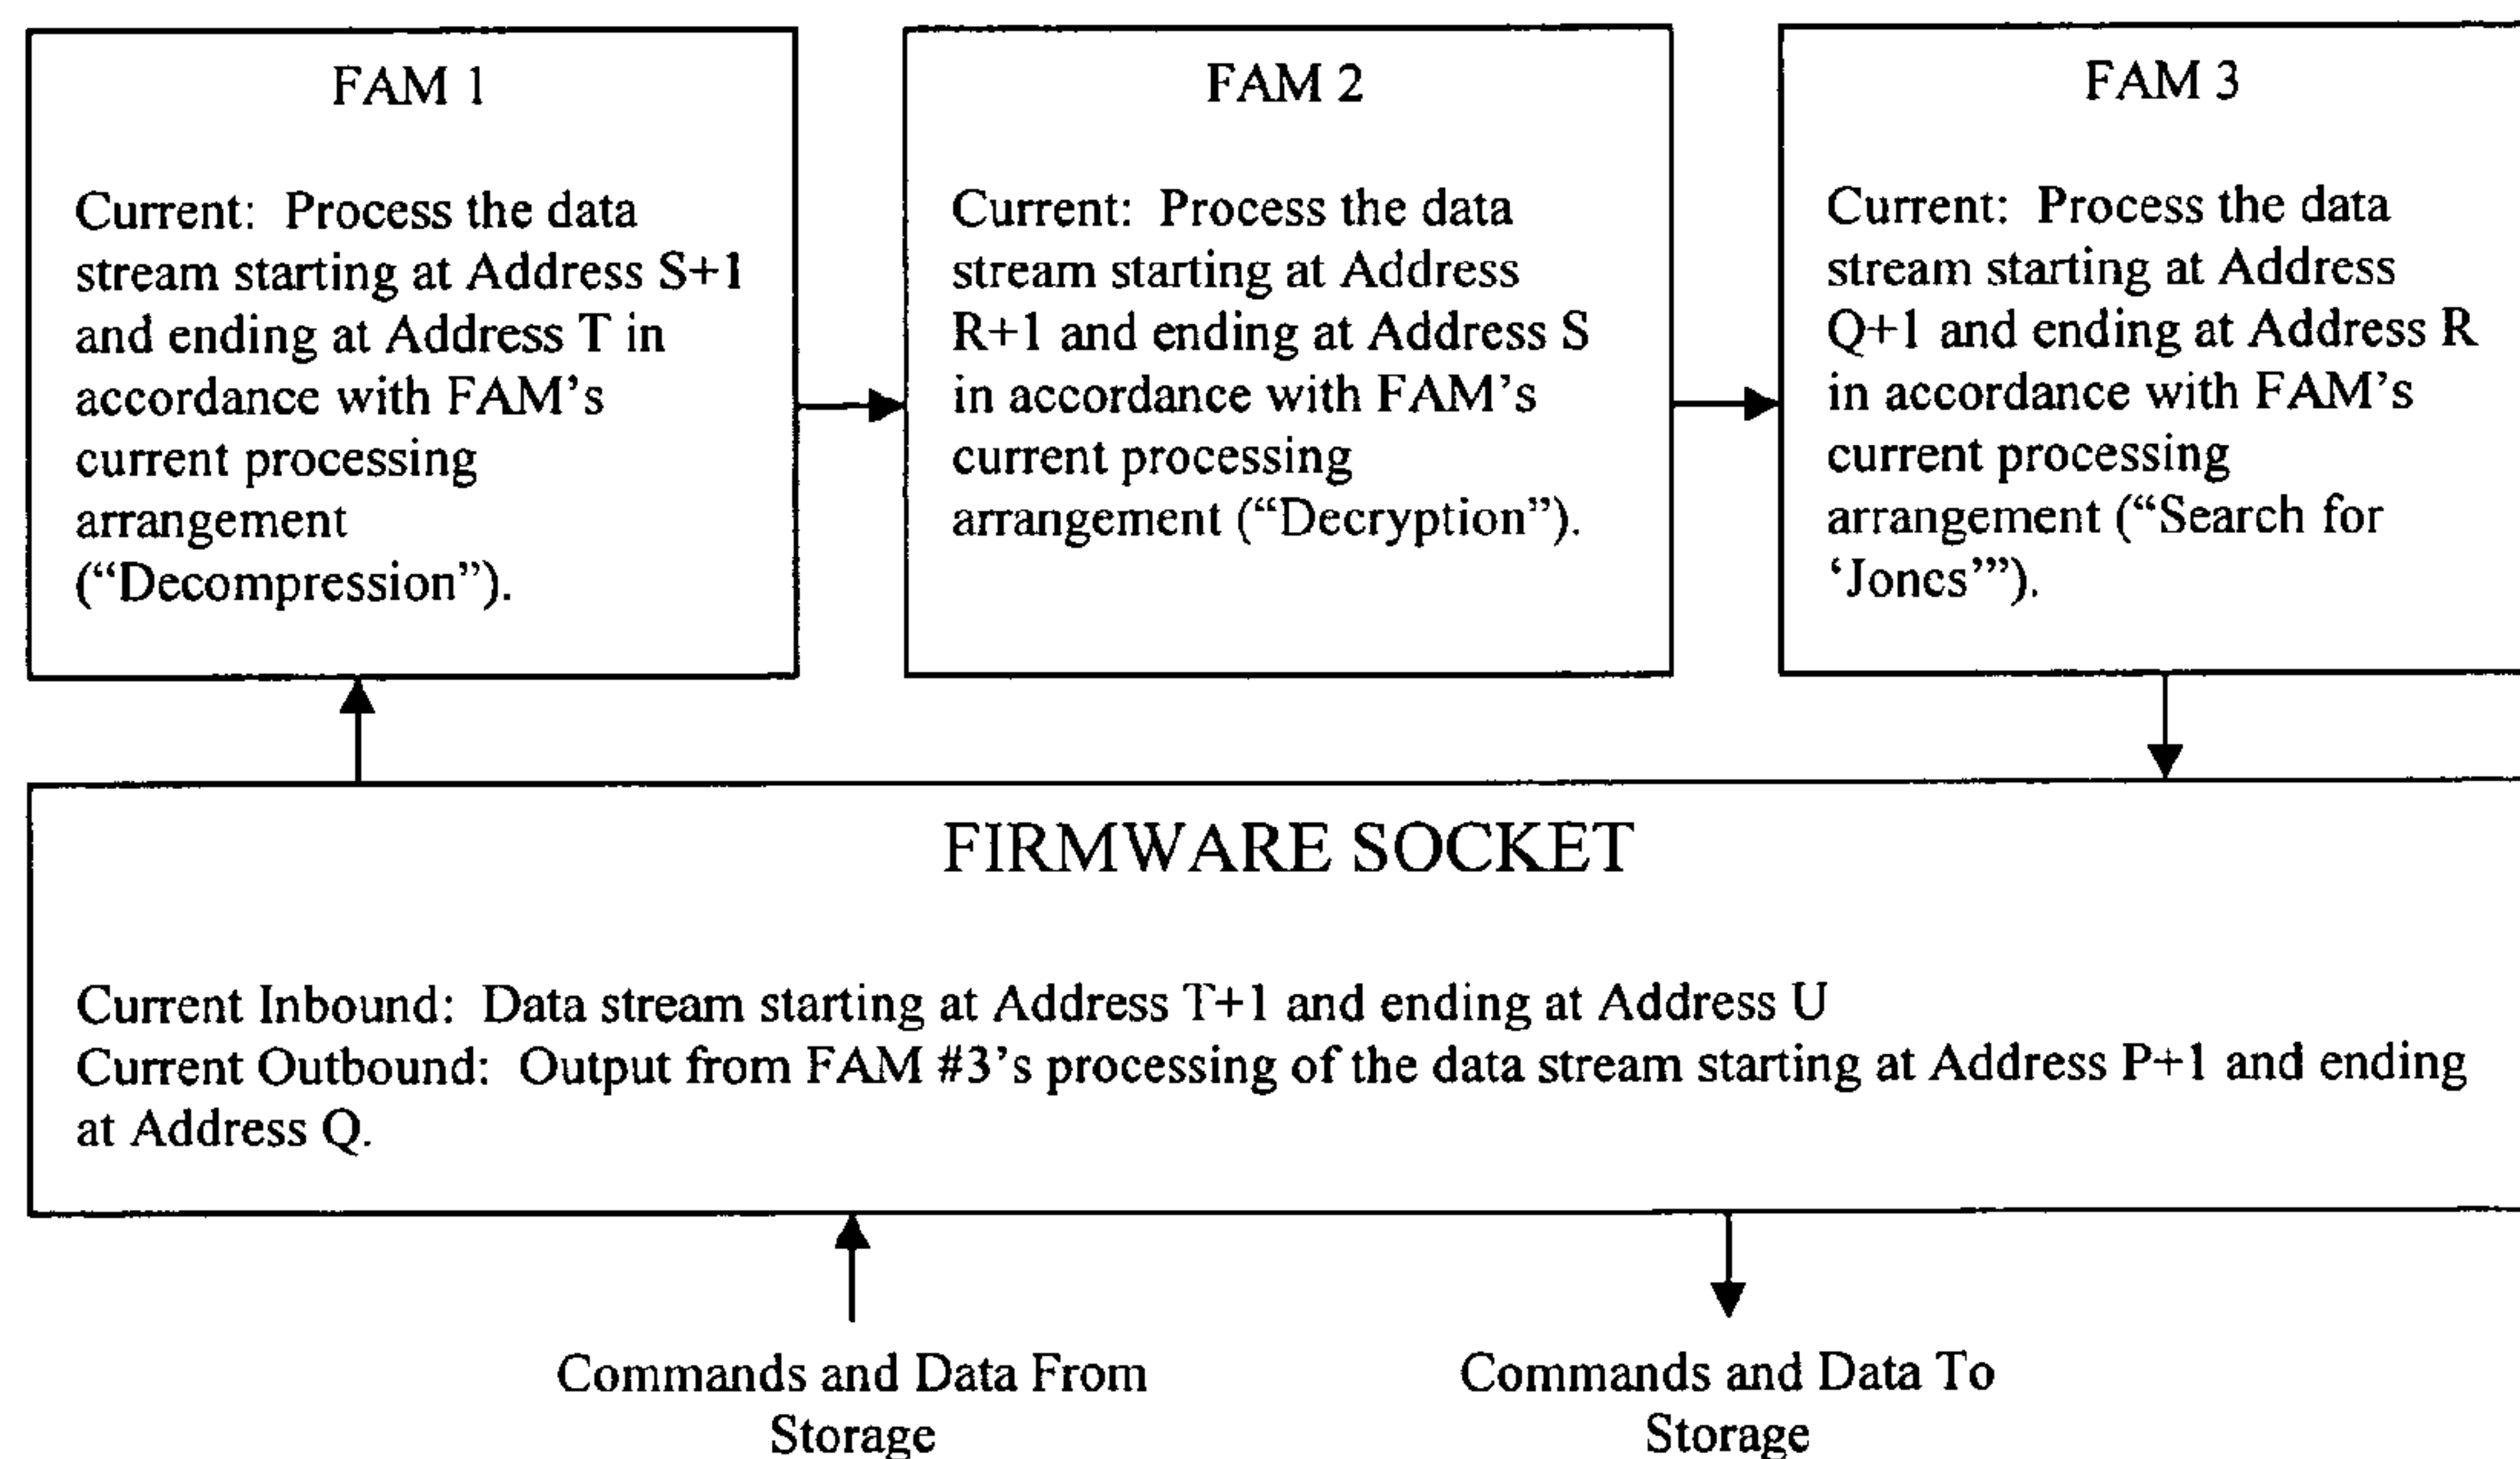 FAM 1
Current: Process the data
stream starting at Address S+1
and ending at Address T in
accordance with FAM's
current processing
arrangement
("Decompression").
FAM 2
Current: Process the data
stream starting at Address
R+1 and ending at Address S
in accordance with FAM's
current processing
arrangement ("Decryption").
FAM 3
Current: Process the data
stream starting at Address
Q+1 and ending at Address R
in accordance with FAM's
current processing
arrangement ("Search for
'Jones'").
FIRMWARE SOCKET
Current Inbound: Data stream starting at Address T+1 and ending at Address U
Current Outbound: Output from FAM #3's processing of the data stream starting at Address P+1 and ending
at Address Q.
Commands and Data From
Storage
Commands and Data To
Storage